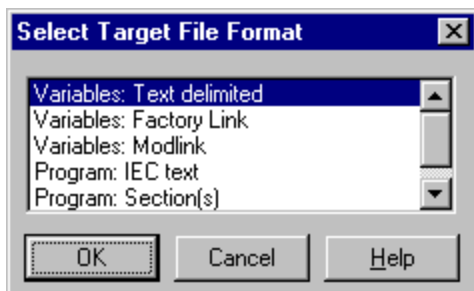 Select Target File Format
Variables: Text delimited
Variables: Factory Link
Variables: Modlink
Program: IEC text
Program: Section(s)
OK Cancel Help